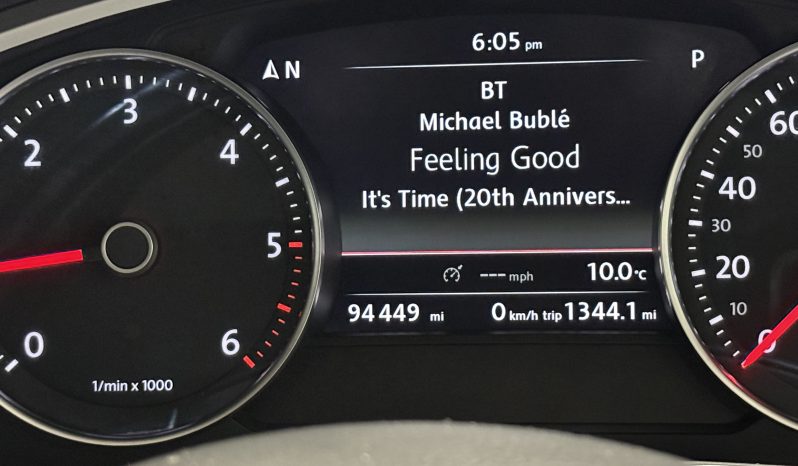 6:05 pm
N
P
BT
Michael Bublé
Feeling Good
It's Time (20th Annivers...
--- mph 10.0°C
94449 mi 0 km/h trip 1344.1 mi
0
2
3
4
5
6
1/min x 1000
0
10
20
30
40
50
60